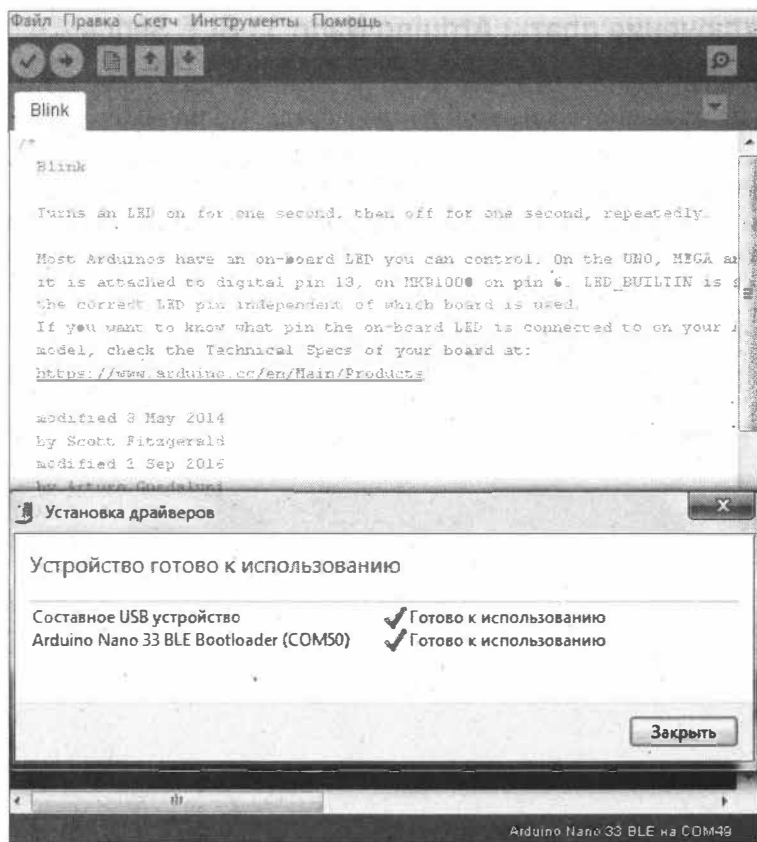 Файл Правка Скетч Инструменты Помощь
Blink
/*
Blink
Turns an LED on for one second, then off for one second, repeatedly.
Most Arduinos have an on-board LED you can control. On the UNO, MEGA
it is attached to digital pin 13, on MKR1000 on pin 6. LED_BUILTIN is
the correct LED pin independent of which board is used.
If you want to know what pin the on-board LED is connected to on your
model, check the Technical Specs of your board at:
https://www.arduino.cc/en/Main/Products
modified 8 May 2014
by Scott Fitzgerald
modified 2 Sep 2016
by Arturo Guadalupi
Установка драйверов
Устройство готово к использованию
Составное USB устройство Готово к использованию
Arduino Nano 33 BLE Bootloader (COM50) Готово к использованию
Закрыть
Arduino Nano 33 BLE на COM49